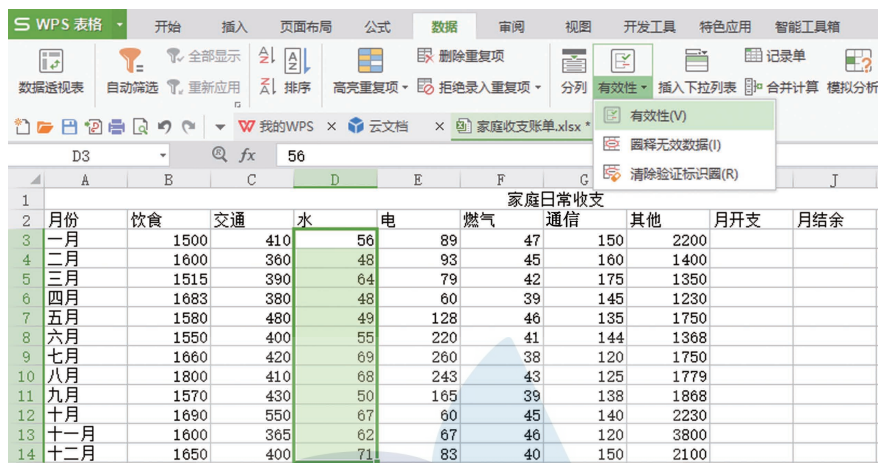 S WPS 表格 开始 插入 页面布局 公式 数据 审阅 视图 开发工具 特色应用 智能工具箱
全部显示 删除重复项 记录单
数据透视表 自动筛选 重新应用 排序 高亮重复项 拒绝录入重复项 分列 有效性 插入下拉列表 合并计算 模拟分析
我的WPS × 云文档 × 家庭收支账单.xlsx *
有效性(V)
圈释无效数据(I)
清除验证标识圈(R)
D3 fx 56
A B C D E F G J
1 家庭日常收支
2 月份 饮食 交通 水 电 燃气 通信 其他 月开支 月结余
3 一月 1500 410 56 89 47 150 2200
4 二月 1600 360 48 93 45 160 1400
5 三月 1515 390 64 79 42 175 1350
6 四月 1683 380 48 60 39 145 1230
7 五月 1580 480 49 128 46 135 1750
8 六月 1550 400 55 220 41 144 1368
9 七月 1660 420 69 260 38 120 1750
10 八月 1800 410 68 243 43 125 1779
11 九月 1570 430 50 165 39 138 1868
12 十月 1690 550 67 60 45 140 2230
13 十一月 1600 365 62 67 46 120 3800
14 十二月 1650 400 71 83 40 150 2100